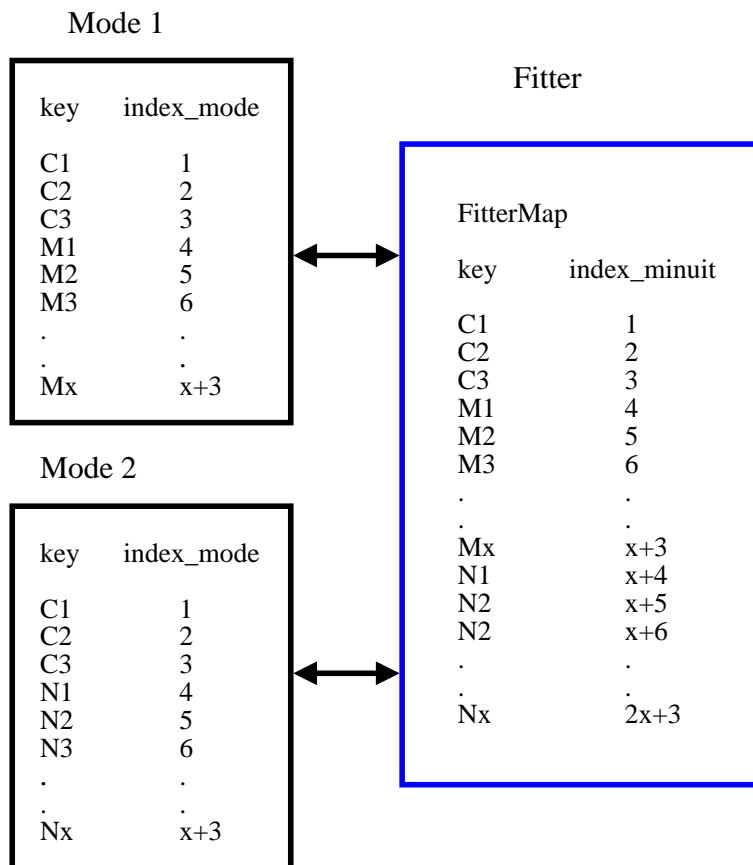 Mode 1
key index_mode
C1 1
C2 2
C3 3
M1 4
M2 5
M3 6
. .
. .
Mx x+3
Mode 2
key index_mode
C1 1
C2 2
C3 3
N1 4
N2 5
N3 6
. .
. .
Nx x+3
Fitter
FitterMap
key index_minuit
C1 1
C2 2
C3 3
M1 4
M2 5
M3 6
. .
. .
Mx x+3
N1 x+4
N2 x+5
N2 x+6
. .
. .
Nx 2x+3